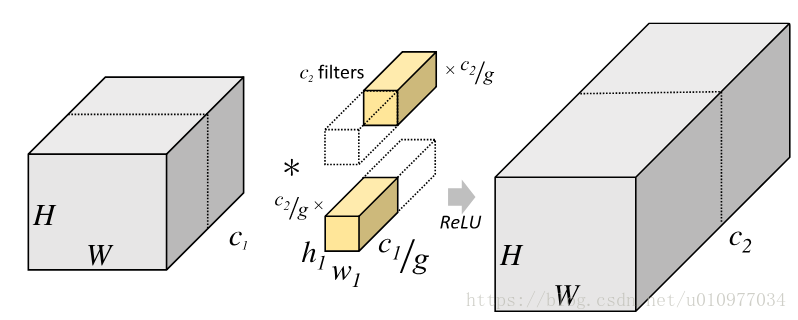 c₂ filters
× c₂/g
*
c₂/g ×
H
W
c₁
h₁
w₁
c₁/g
ReLU
H
W
c₂
https://blog.csdn.net/u010977034